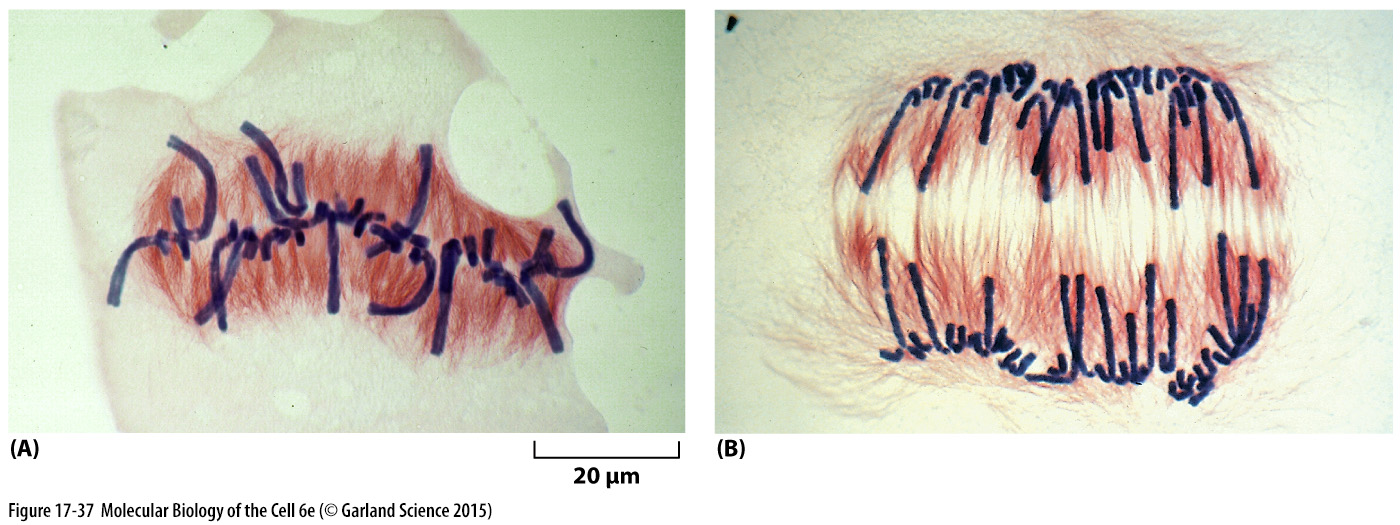 (A)
20 µm
(B)
Figure 17-37 Molecular Biology of the Cell 6e (© Garland Science 2015)